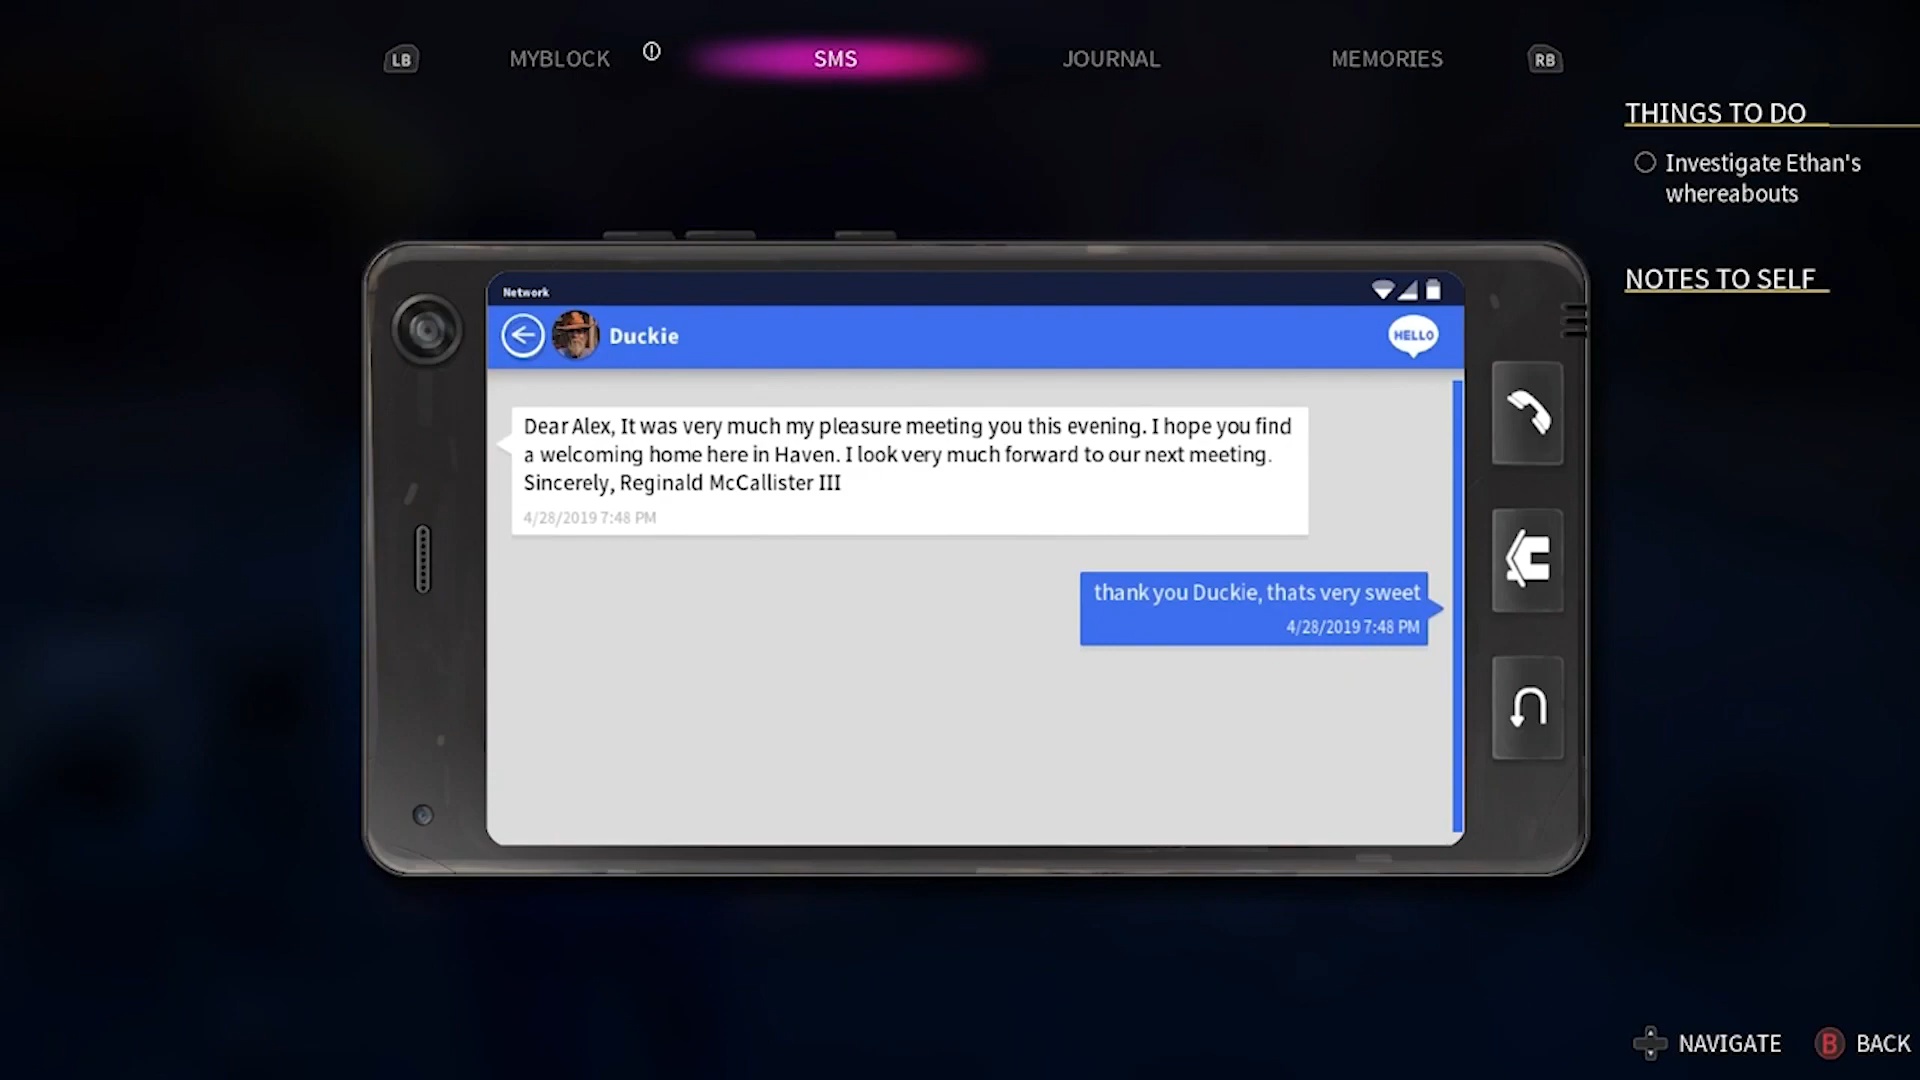 LB
MYBLOCK
SMS
JOURNAL
MEMORIES
RB
THINGS TO DO
Investigate Ethan's
whereabouts
NOTES TO SELF
Network
Duckie
HELLO
Dear Alex, It was very much my pleasure meeting you this evening. I hope you find
a welcoming home here in Haven. I look very much forward to our next meeting.
Sincerely, Reginald McCallister III
4/28/2019 7:48 PM
thank you Duckie, thats very sweet
4/28/2019 7:48 PM
NAVIGATE
B BACK